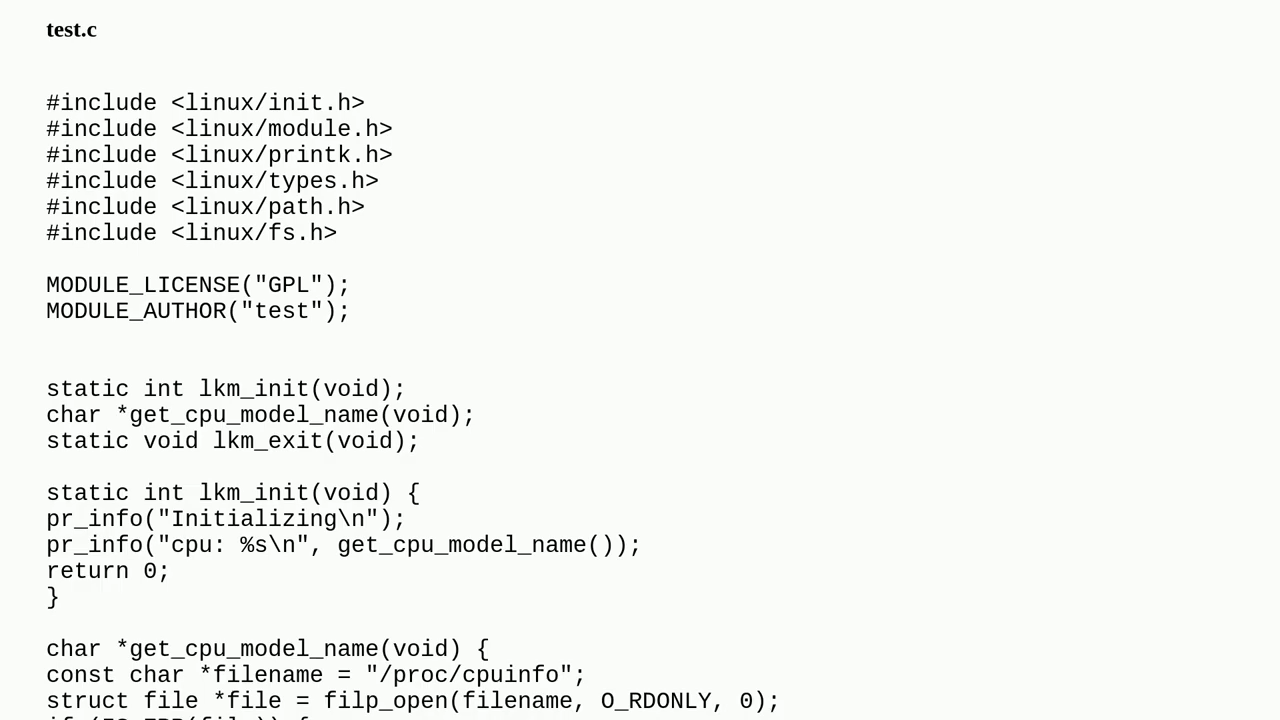 test.c
#include <linux/init.h>
#include <linux/module.h>
#include <linux/printk.h>
#include <linux/types.h>
#include <linux/path.h>
#include <linux/fs.h>
MODULE_LICENSE("GPL");
MODULE_AUTHOR("test");
static int lkm_init(void);
char *get_cpu_model_name(void);
static void lkm_exit(void);
static int lkm_init(void) {
pr_info("Initializing\n");
pr_info("cpu: %s\n", get_cpu_model_name());
return 0;
}
char *get_cpu_model_name(void) {
const char *filename = "/proc/cpuinfo";
struct file *file = filp_open(filename, O_RDONLY, 0);